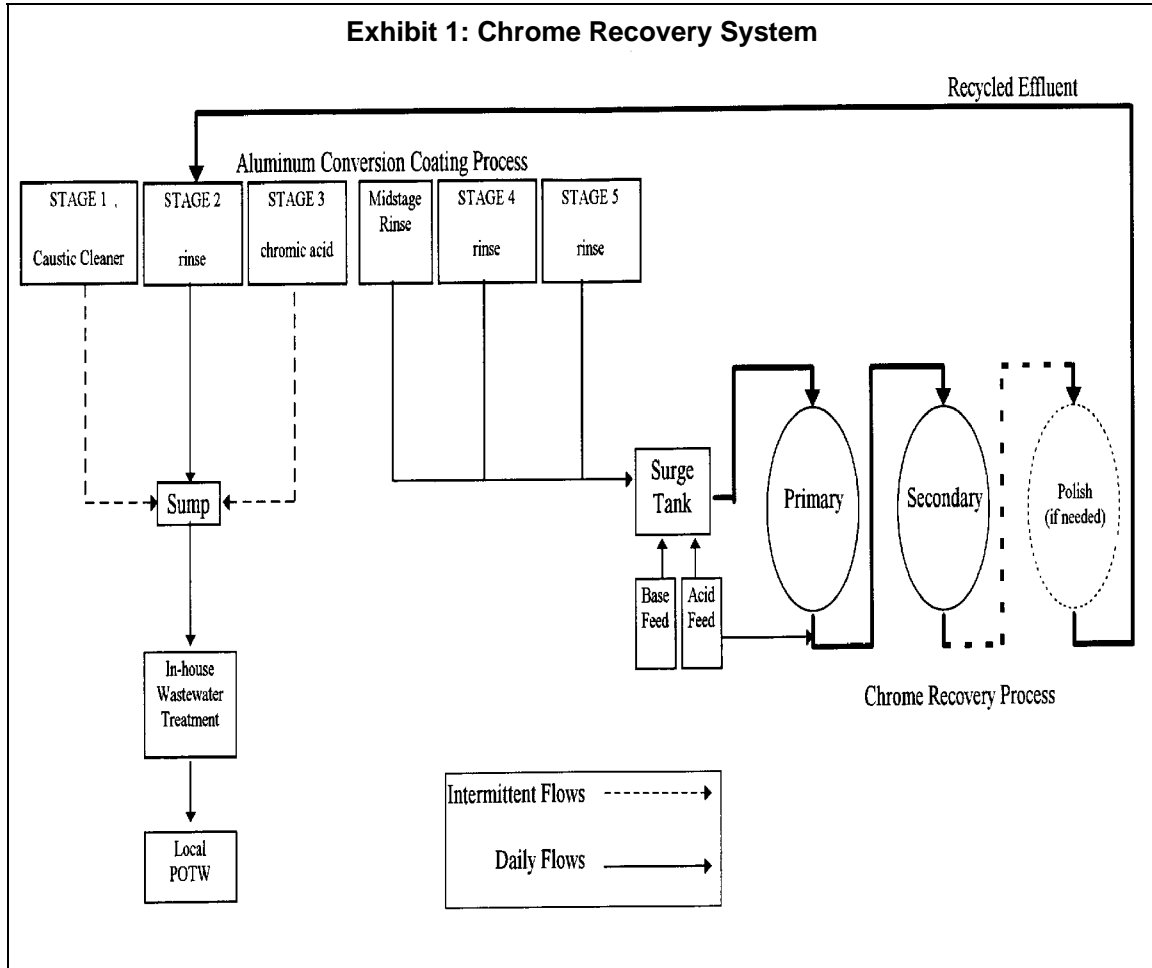 Exhibit 1: Chrome Recovery System
Recycled Effluent
Aluminum Conversion Coating Process
STAGE 1
Caustic Cleaner
STAGE 2
rinse
STAGE 3
chromic acid
Midstage
Rinse
STAGE 4
rinse
STAGE 5
rinse
Sump
Surge
Tank
Primary
Secondary
Polish
(if needed)
Base
Feed
Acid
Feed
In-house
Wastewater
Treatment
Chrome Recovery Process
Local
POTW
Intermittent Flows
Daily Flows